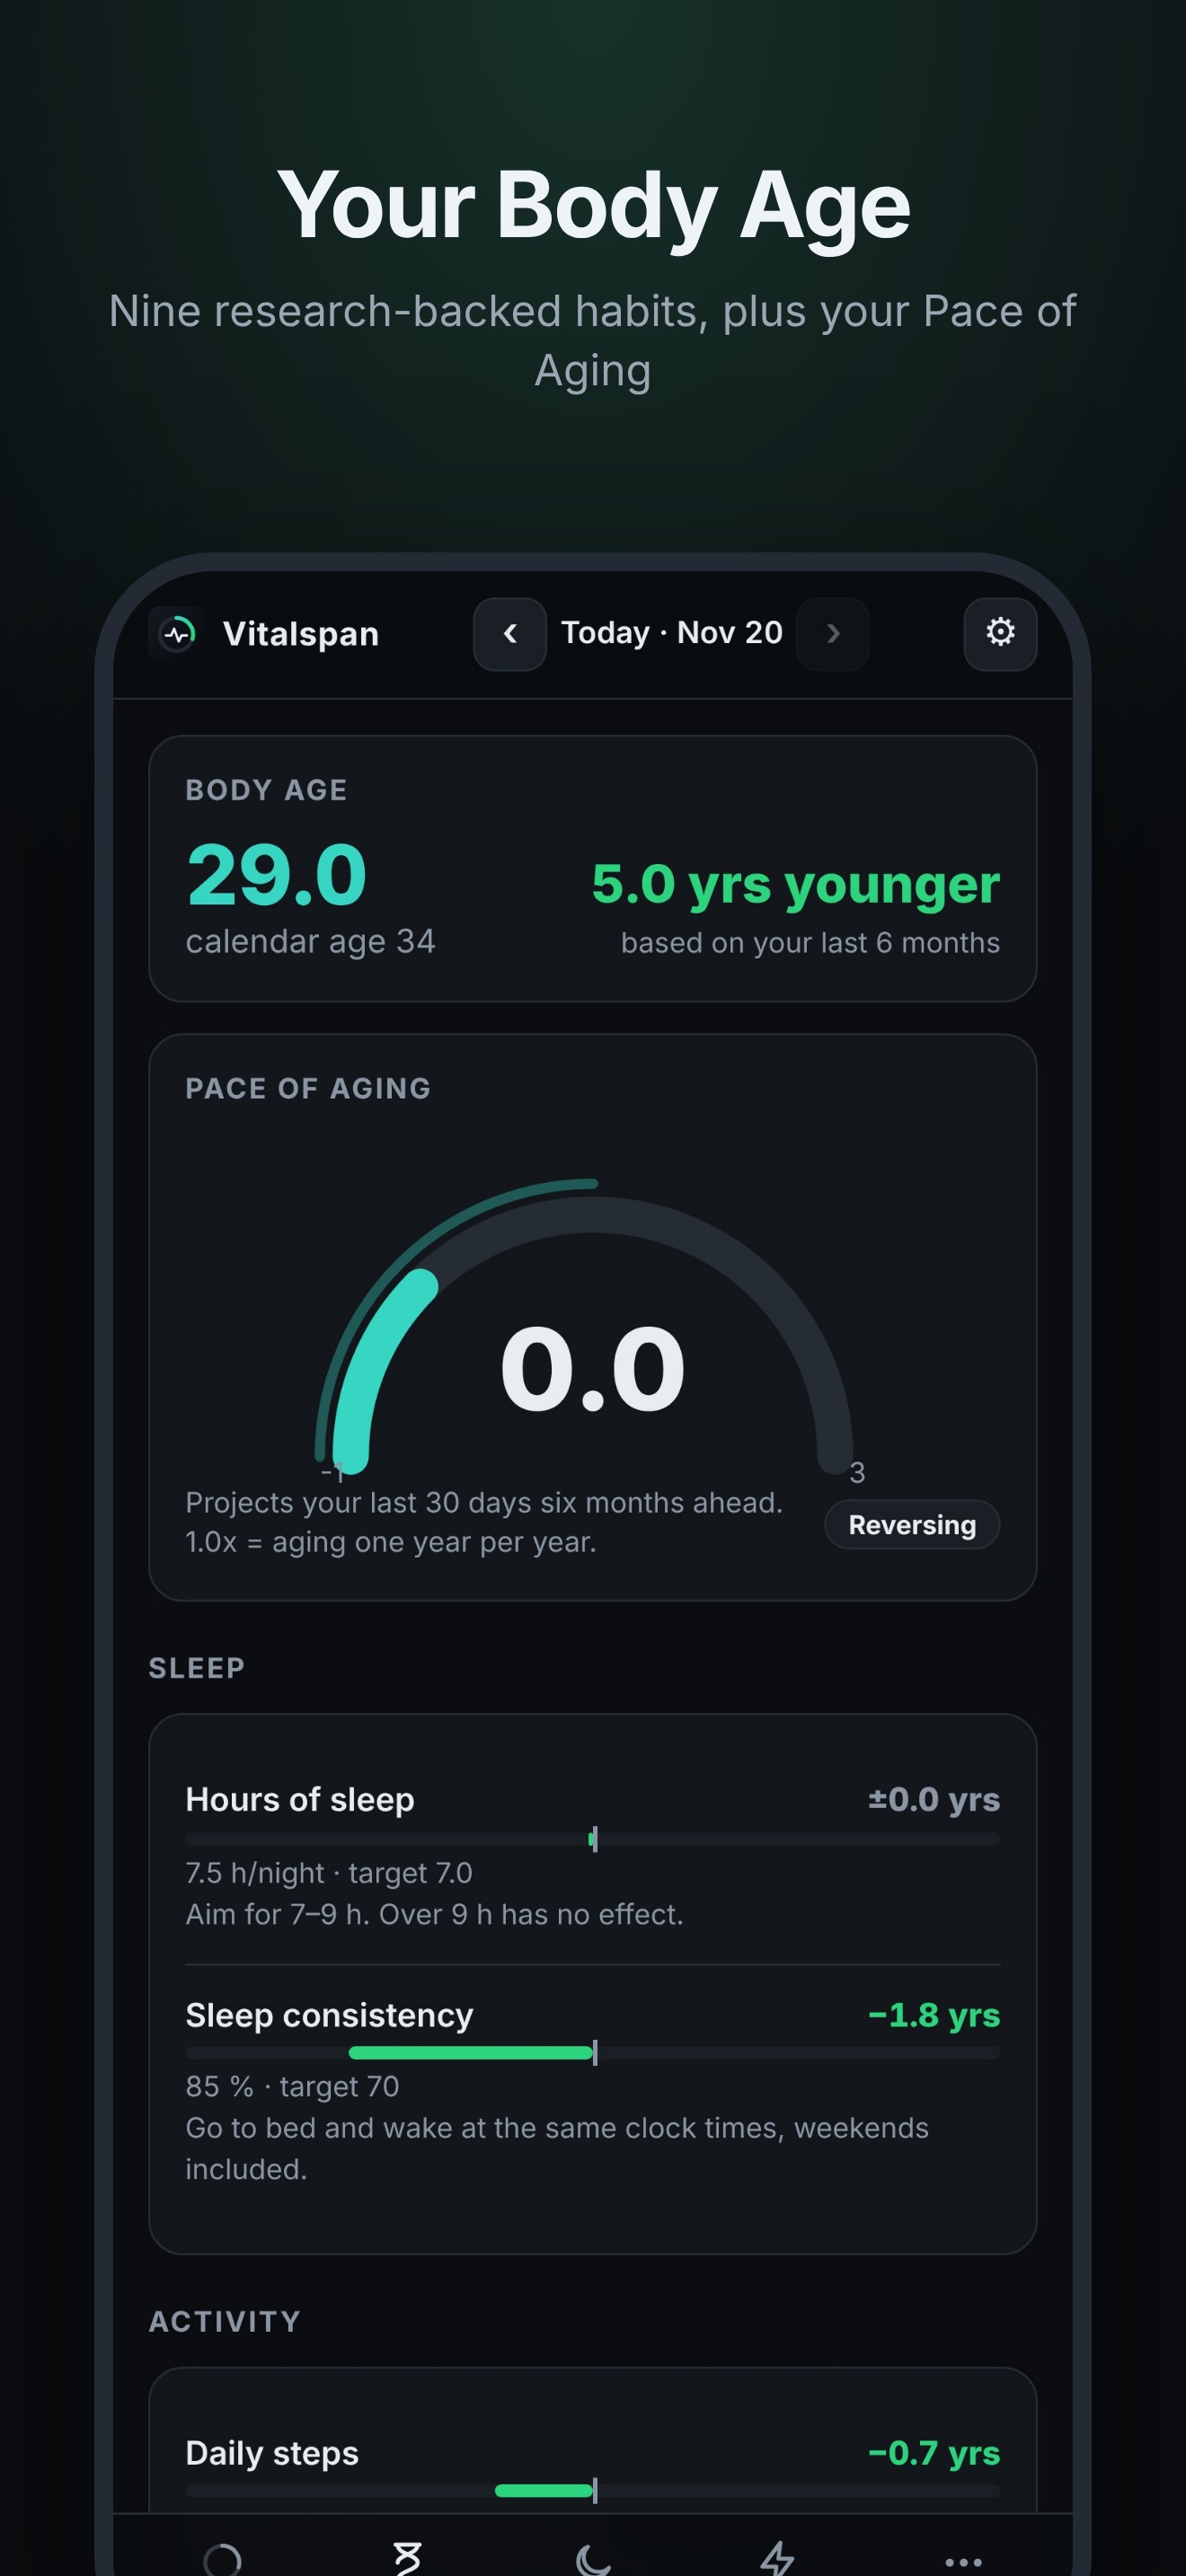 Your Body Age
Nine research-backed habits, plus your Pace of
Aging
Vitalspan
Today · Nov 20
BODY AGE
29.0
5.0 yrs younger
calendar age 34
based on your last 6 months
PACE OF AGING
0.0
-1
3
Projects your last 30 days six months ahead.
1.0x = aging one year per year.
Reversing
SLEEP
Hours of sleep
±0.0 yrs
7.5 h/night · target 7.0
Aim for 7–9 h. Over 9 h has no effect.
Sleep consistency
−1.8 yrs
85 % · target 70
Go to bed and wake at the same clock times, weekends
included.
ACTIVITY
Daily steps
−0.7 yrs